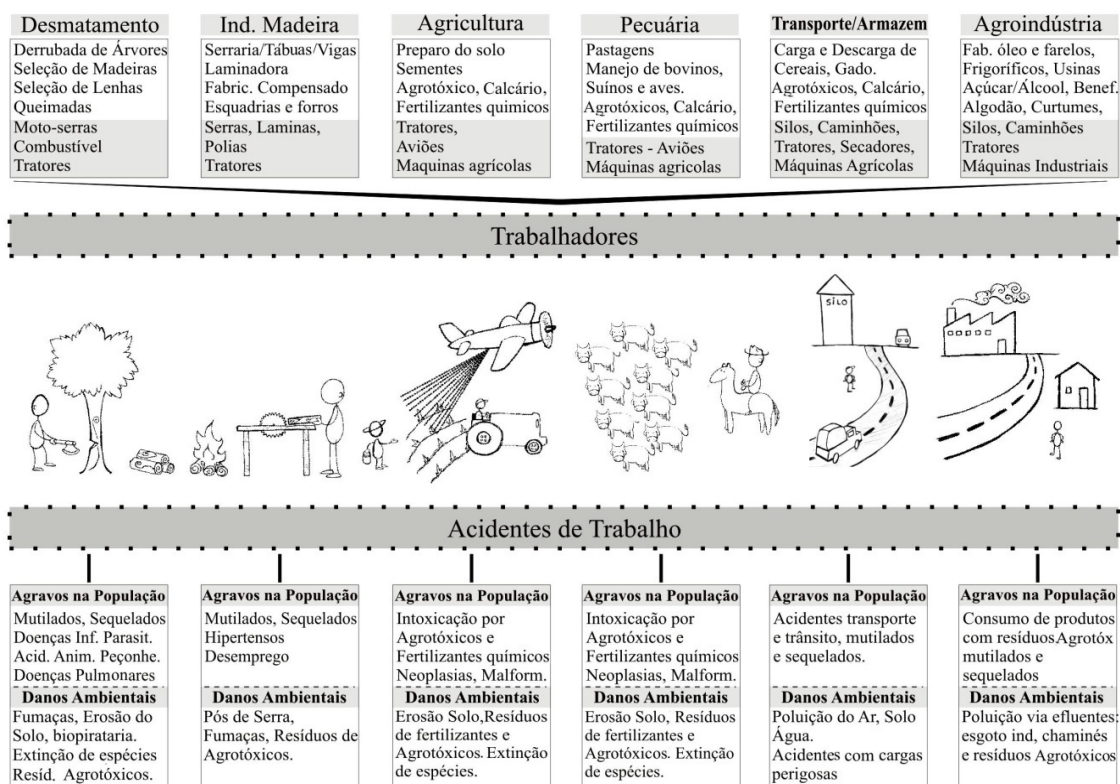 Desmatamento
Derrubada de Árvores
Seleção de Madeiras
Seleção de Lenhas
Queimadas
Moto-serras
Combustível
Tratores
Ind. Madeira
Serraria/Tábuas/Vigas
Laminadora
Fabric. Compensado
Esquadrias e forros
Serras, Laminas,
Polias
Tratores
Agricultura
Preparo do solo
Sementes
Agrotóxico, Calcário,
Fertilizantes quimicos
Tratores,
Aviões
Maquinas agrícolas
Pecuária
Pastagens
Manejo de bovinos,
Suínos e aves.
Agrotóxicos, Calcário,
Fertilizantes químicos
Tratores - Aviões
Máquinas agricolas
Transporte/Armazem
Carga e Descarga de
Cereais, Gado.
Agrotóxicos, Calcário,
Fertilizantes químicos
Silos, Caminhões,
Tratores, Secadores,
Máquinas Agrícolas
Agroindústria
Fab. óleo e farelos,
Frigoríficos, Usinas
Açúcar/Álcool, Benef.
Algodão, Curtumes,
Silos, Caminhões
Tratores
Máquinas Industriais
Trabalhadores
SILO
Acidentes de Trabalho
Agravos na População
Mutilados, Sequelados
Doenças Inf. Parasit.
Acid. Anim. Peçonhe.
Doenças Pulmonares
Danos Ambientais
Fumaças, Erosão do
Solo, biopirataria.
Extinção de espécies
Resíd. Agrotóxicos.
Agravos na População
Mutilados, Sequelados
Hipertensos
Desemprego
Danos Ambientais
Pós de Serra,
Fumaças, Resíduos de
Agrotóxicos.
Agravos na População
Intoxicação por
Agrotóxicos e
Fertilizantes químicos
Neoplasias, Malform.
Danos Ambientais
Erosão Solo,Resíduos
de fertilizantes e
Agrotóxicos. Extinção
de espécies.
Agravos na População
Intoxicação por
Agrotóxicos e
Fertilizantes químicos
Neoplasias, Malform.
Danos Ambientais
Erosão Solo, Resíduos
de fertilizantes e
Agrotóxicos. Extinção
de espécies.
Agravos na População
Acidentes transporte
e trânsito, mutilados
e sequelados.
Danos Ambientais
Poluição do Ar, Solo
Água.
Acidentes com cargas
perigosas
Agravos na População
Consumo de produtos
com resíduos Agrotóx
mutilados e
sequelados
Danos Ambientais
Poluição via efluentes:
esgoto ind, chaminés
e resíduos Agrotóxicos